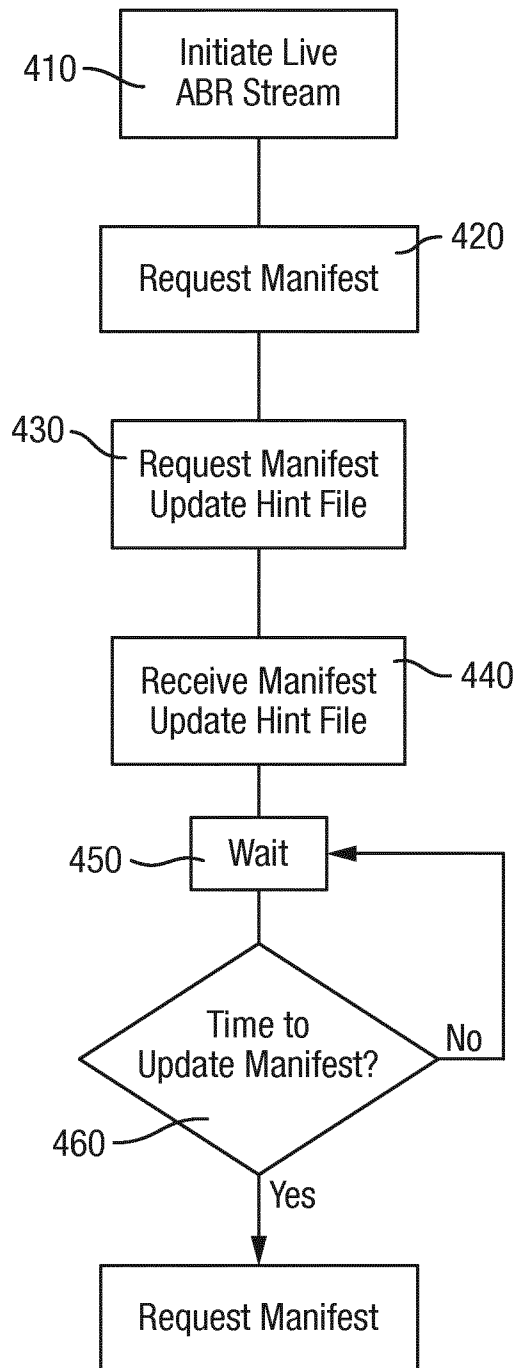 410
Initiate Live
ABR Stream
420
Request Manifest
430
Request Manifest
Update Hint File
440
Receive Manifest
Update Hint File
450
Wait
Time to
Update Manifest?
No
460
Yes
Request Manifest